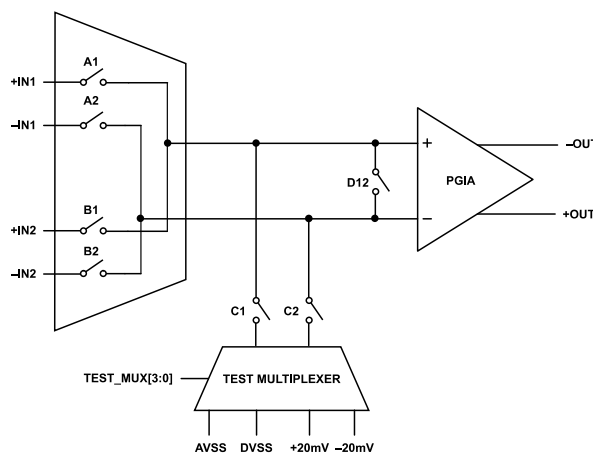 A1
+IN1
A2
–IN1
+
–OUT
D12
PGIA
B1
–
+OUT
+IN2
B2
–IN2
C1
C2
TEST_MUX[3:0]
TEST MULTIPLEXER
AVSS DVSS +20mV –20mV